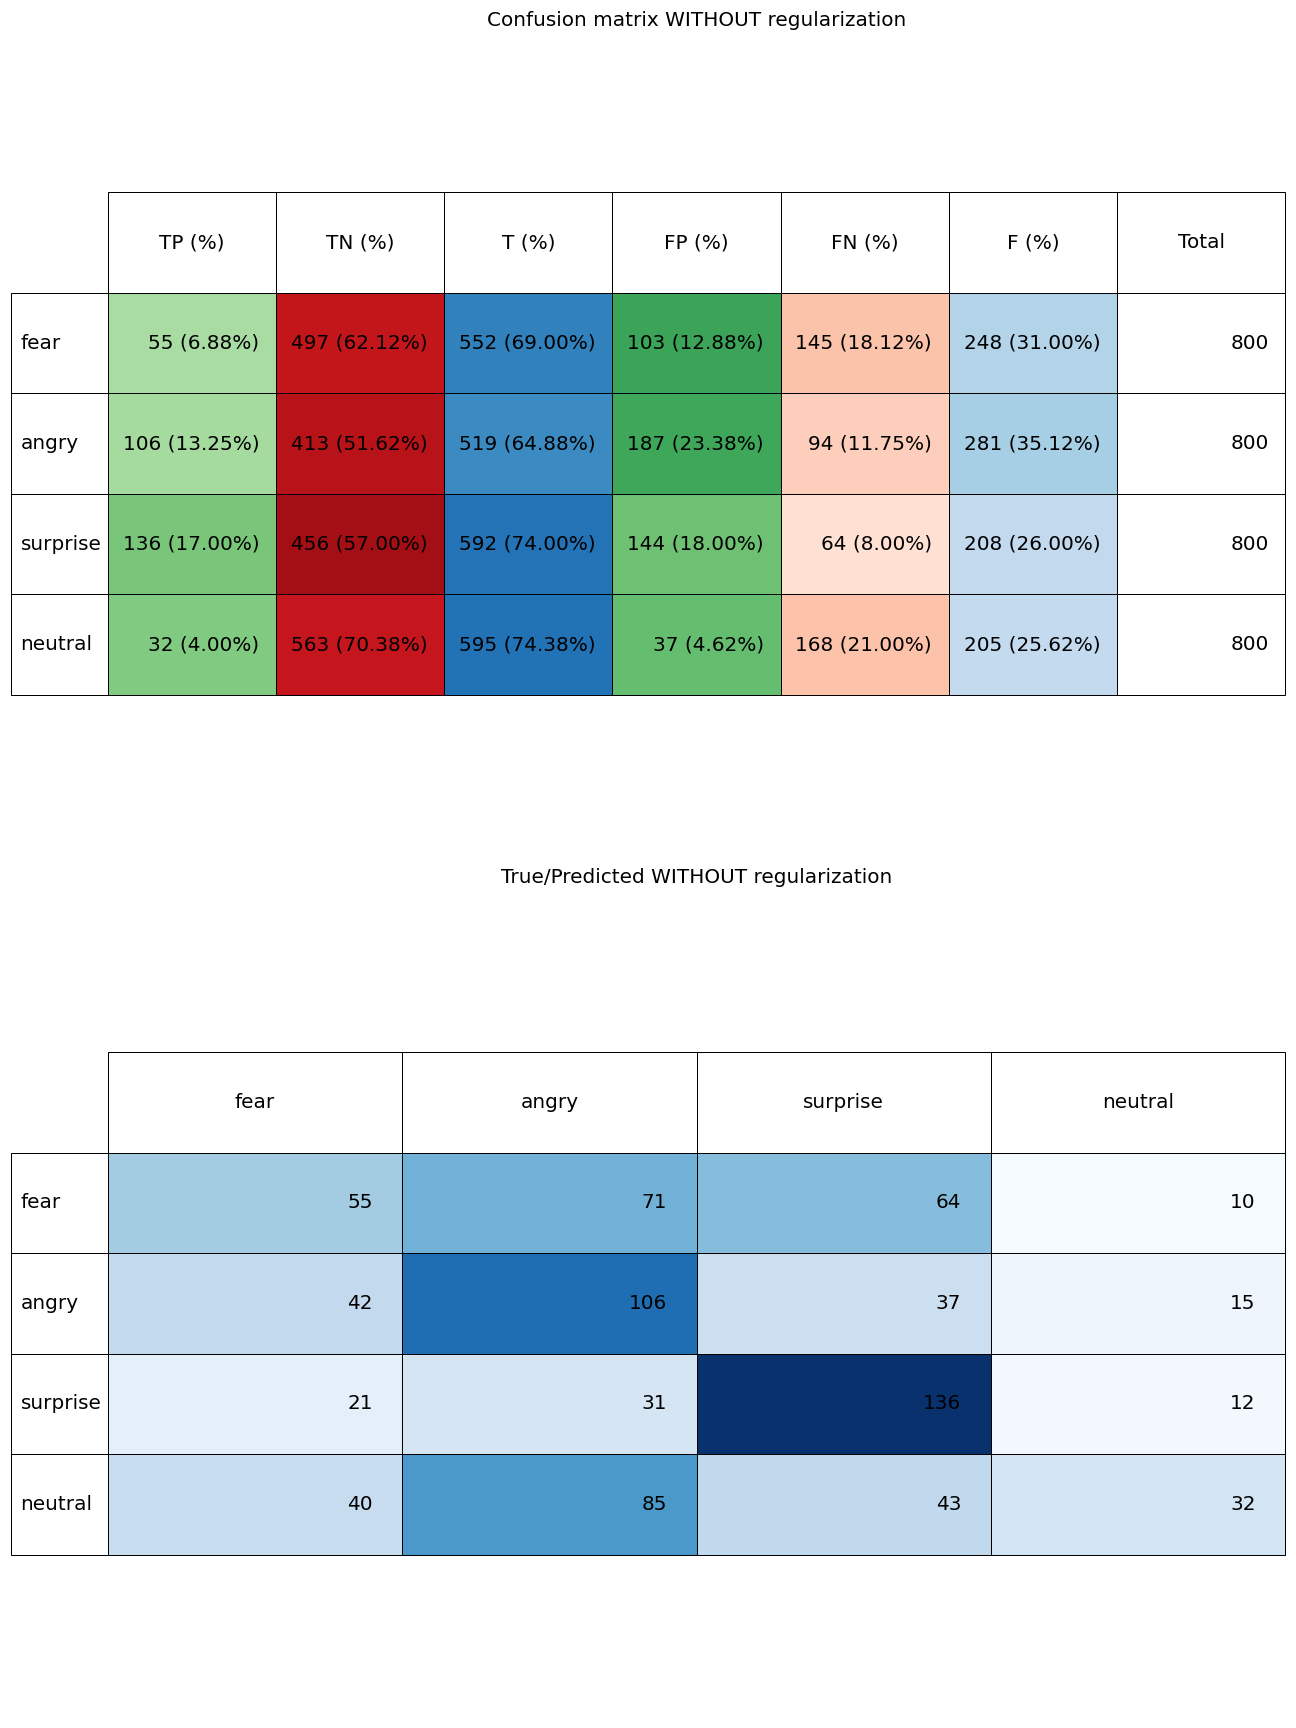 Confusion matrix WITHOUT regularization
TP (%) TN (%) T (%) FP (%) FN (%) F (%) Total
fear 55 (6.88%) 497 (62.12%) 552 (69.00%) 103 (12.88%) 145 (18.12%) 248 (31.00%) 800
angry 106 (13.25%) 413 (51.62%) 519 (64.88%) 187 (23.38%) 94 (11.75%) 281 (35.12%) 800
surprise 136 (17.00%) 456 (57.00%) 592 (74.00%) 144 (18.00%) 64 (8.00%) 208 (26.00%) 800
neutral 32 (4.00%) 563 (70.38%) 595 (74.38%) 37 (4.62%) 168 (21.00%) 205 (25.62%) 800
True/Predicted WITHOUT regularization
fear angry surprise neutral
fear 55 71 64 10
angry 42 106 37 15
surprise 21 31 136 12
neutral 40 85 43 32